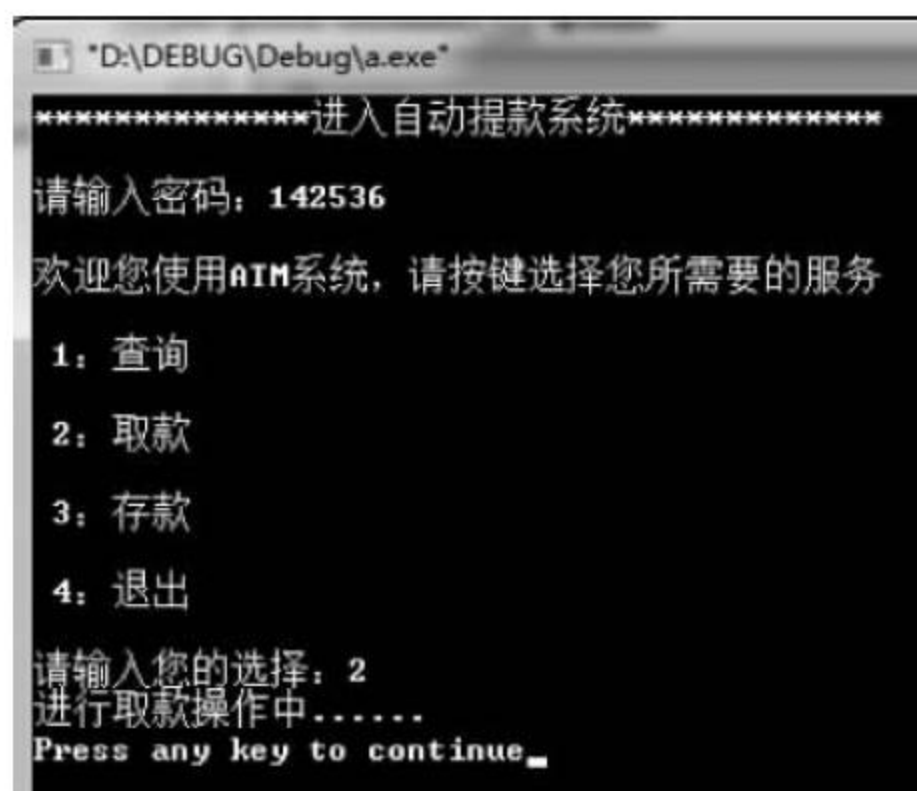 "D:\DEBUG\Debug\a.exe"
**************进入自动提款系统*************
请输入密码：142536
欢迎您使用ATM系统，请按键选择您所需要的服务
1：查询
2：取款
3：存款
4：退出
请输入您的选择：2
进行取款操作中......
Press any key to continue